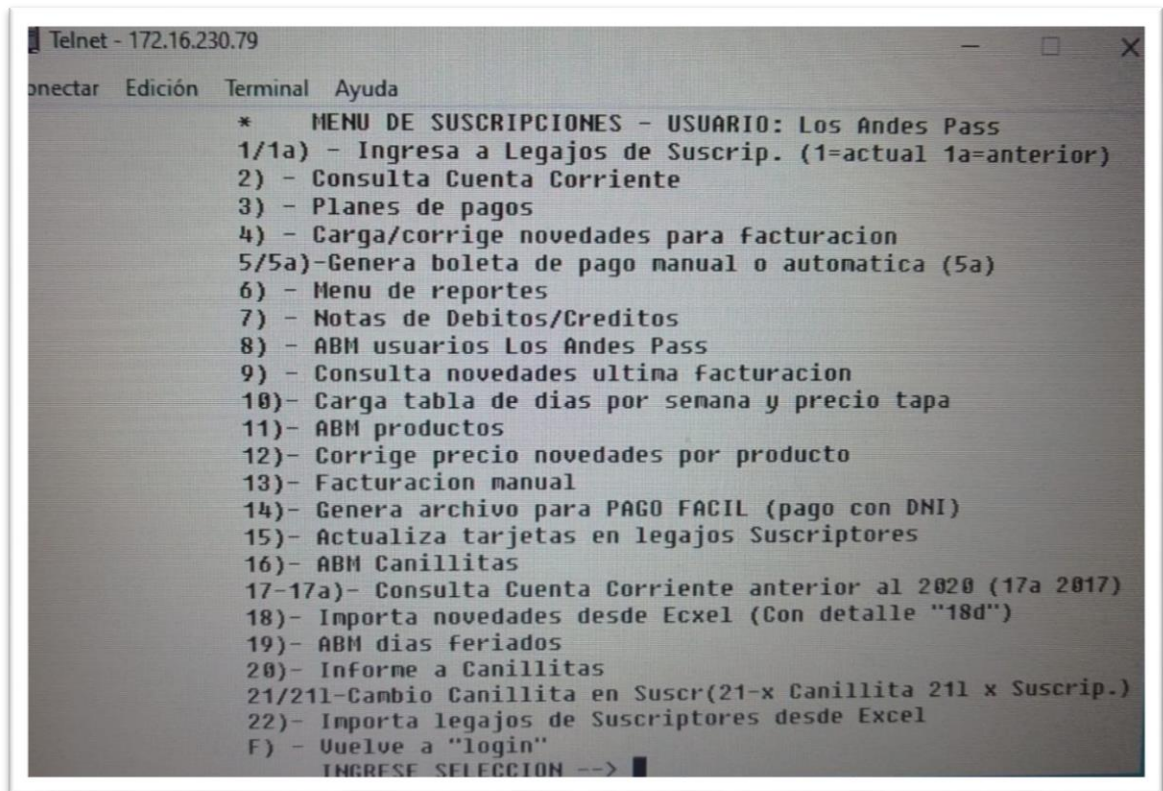 Telnet - 172.16.230.79
onectar Edición Terminal Ayuda
* MENU DE SUSCRIPCIONES - USUARIO: Los Andes Pass
1/1a) - Ingresa a Legajos de Suscrip. (1=actual 1a=anterior)
2) - Consulta Cuenta Corriente
3) - Planes de pagos
4) - Carga/corrige novedades para facturacion
5/5a)-Genera boleta de pago manual o automatica (5a)
6) - Menu de reportes
7) - Notas de Debitos/Creditos
8) - ABM usuarios Los Andes Pass
9) - Consulta novedades ultima facturacion
10)- Carga tabla de dias por semana y precio tapa
11)- ABM productos
12)- Corrige precio novedades por producto
13)- Facturacion manual
14)- Genera archivo para PAGO FACIL (pago con DNI)
15)- Actualiza tarjetas en legajos Suscriptores
16)- ABM Canillitas
17-17a)- Consulta Cuenta Corriente anterior al 2020 (17a 2017)
18)- Importa novedades desde Ecxel (Con detalle "18d")
19)- ABM dias feriados
20)- Informe a Canillitas
21/21l-Cambio Canillita en Suscr(21-x Canillita 21l x Suscrip.)
22)- Importa legajos de Suscriptores desde Excel
F) - Vuelve a "login"
INGRESE SELECCION -->